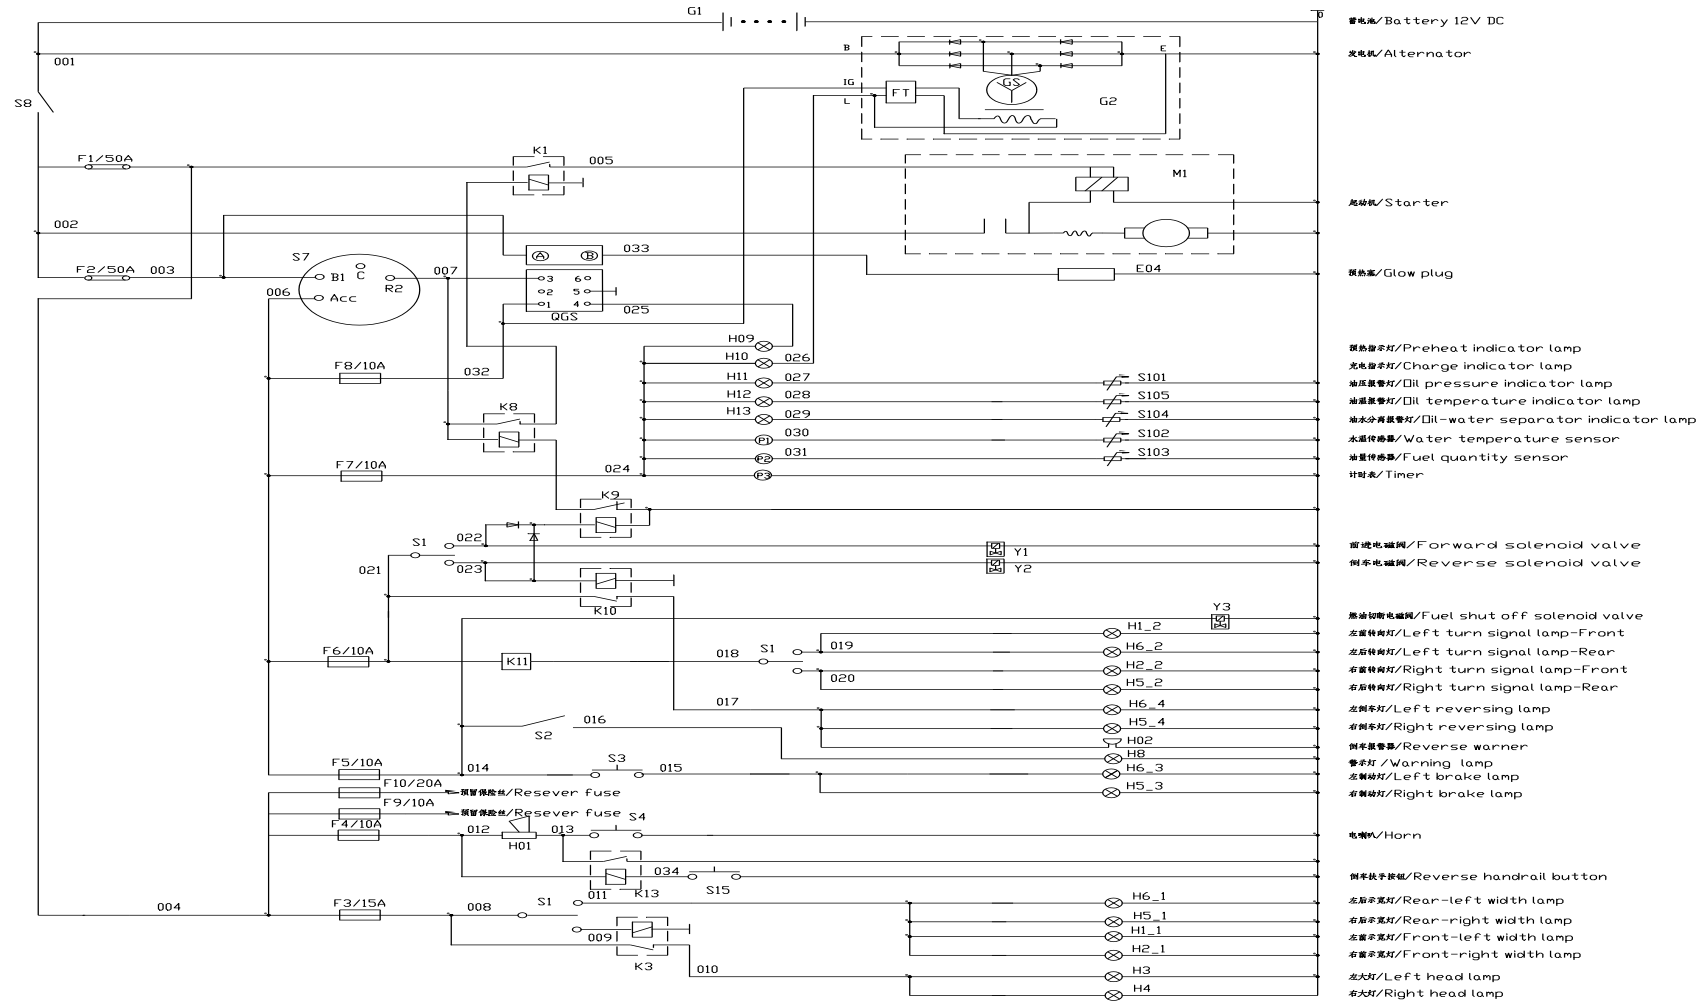 G1
0
蓄电池/Battery 12V DC
B
E
发电机/Alternator
001
IG
FT
GS
G2
L
S8
F1/50A
K1
005
M1
002
起动机/Starter
S7
A
B
033
F2/50A
003
B1
C
R2
007
E04
预热塞/Glow plug
006
Acc
3
6
2
5
1
4
QGS
025
H09
预热指示灯/Preheat indicator lamp
F8/10A
032
H10
026
充电指示灯/Charge indicator lamp
H11
027
S101
油压报警灯/Oil pressure indicator lamp
H12
028
S105
油温报警灯/Oil temperature indicator lamp
K8
H13
029
S104
油水分离报警灯/Oil-water separator indicator lamp
P1
030
S102
水温传感器/Water temperature sensor
P2
031
S103
油量传感器/Fuel quantity sensor
F7/10A
024
P3
计时表/Timer
K9
S1
022
Y1
前进电磁阀/Forward solenoid valve
021
023
Y2
倒车电磁阀/Reverse solenoid valve
K10
Y3
燃油切断电磁阀/Fuel shut off solenoid valve
H1_2
左前转向灯/Left turn signal lamp-Front
F6/10A
K11
018
S1
019
H6_2
左后转向灯/Left turn signal lamp-Rear
H2_2
右前转向灯/Right turn signal lamp-Front
020
H5_2
右后转向灯/Right turn signal lamp-Rear
017
H6_4
左倒车灯/Left reversing lamp
S2
016
H5_4
右倒车灯/Right reversing lamp
H02
倒车报警器/Reverse warner
H8
警示灯/Warning lamp
F5/10A
014
S3
015
H6_3
左制动灯/Left brake lamp
F10/20A
预留保险丝/Resever fuse
H5_3
右制动灯/Right brake lamp
F9/10A
预留保险丝/Resever fuse
F4/10A
012
H01
013
S4
电喇叭/Horn
K13
034
S15
倒车扶手按钮/Reverse handrail button
004
F3/15A
008
S1
011
H6_1
左后示宽灯/Rear-left width lamp
H5_1
右后示宽灯/Rear-right width lamp
009
H1_1
左前示宽灯/Front-left width lamp
K3
H2_1
右前示宽灯/Front-right width lamp
010
H3
左大灯/Left head lamp
H4
右大灯/Right head lamp